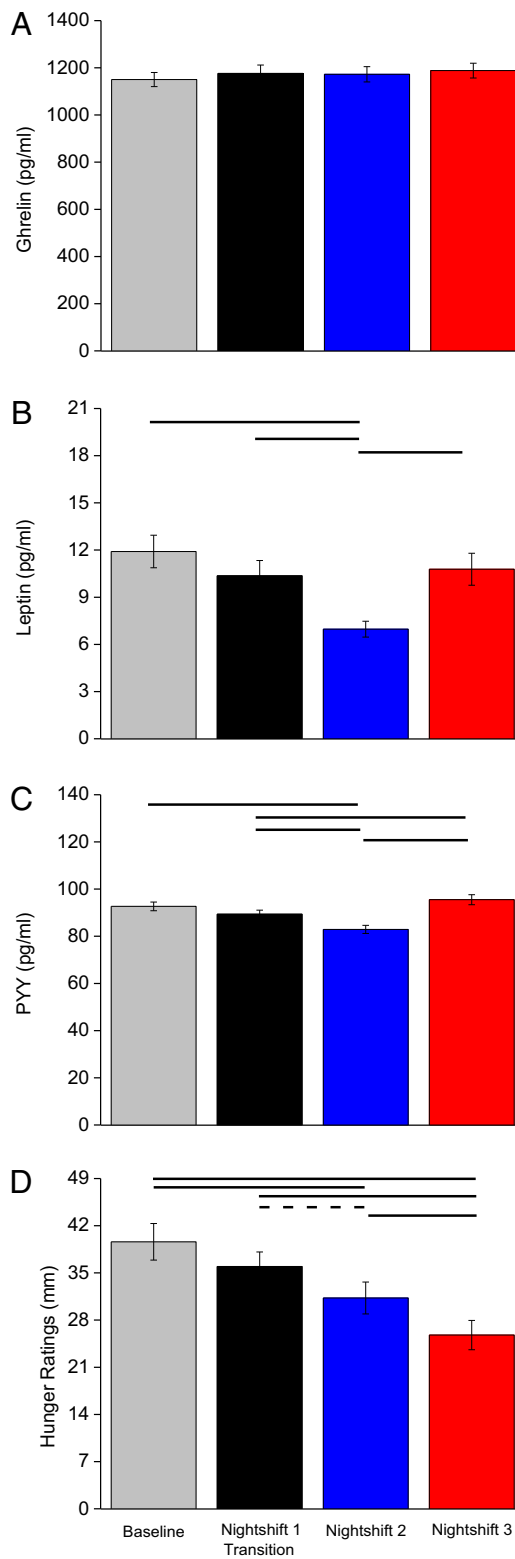 A
Ghrelin (pg/ml)
1400
1200
1000
800
600
400
200
0
B
Leptin (pg/ml)
21
18
15
12
9
6
3
0
C
PYY (pg/ml)
140
120
100
80
60
40
20
0
D
Hunger Ratings (mm)
49
42
35
28
21
14
7
0
Baseline
Nightshift 1
Transition
Nightshift 2
Nightshift 3